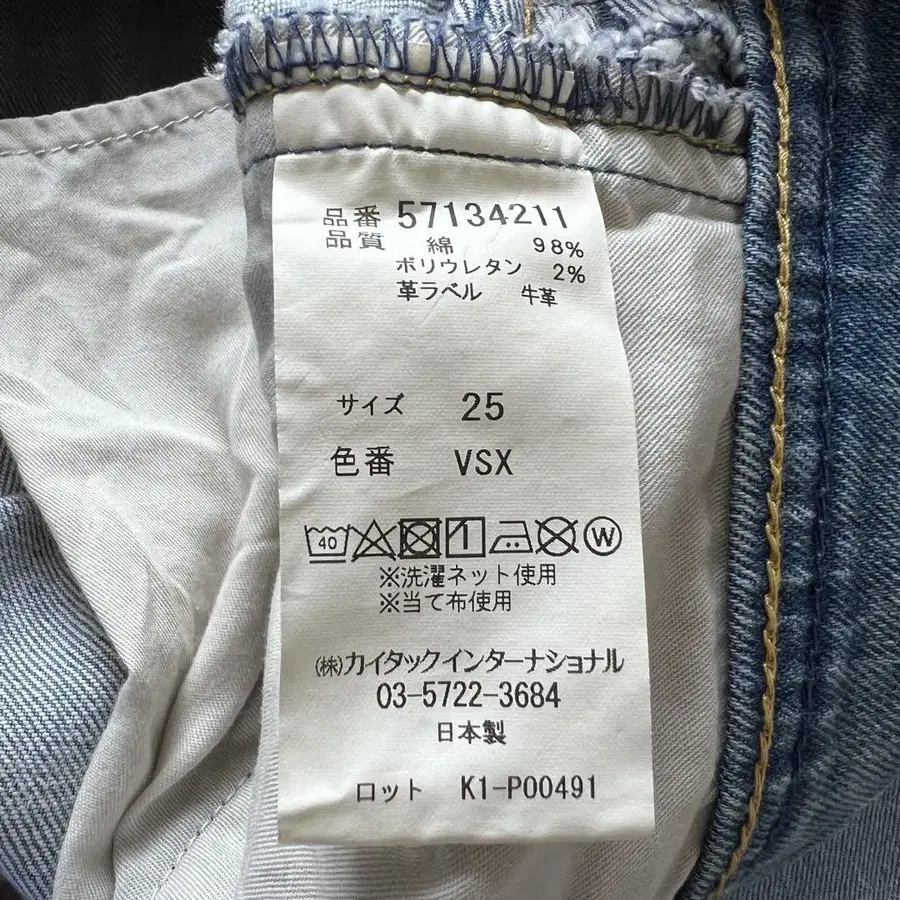 品番 57134211
品質 綿 98%
ポリウレタン 2%
革ラベル 牛革
サイズ 25
色番 VSX
40 W
※洗濯ネット使用
※当て布使用
㈱カイタックインターナショナル
03-5722-3684
日本製
ロット K1-P00491